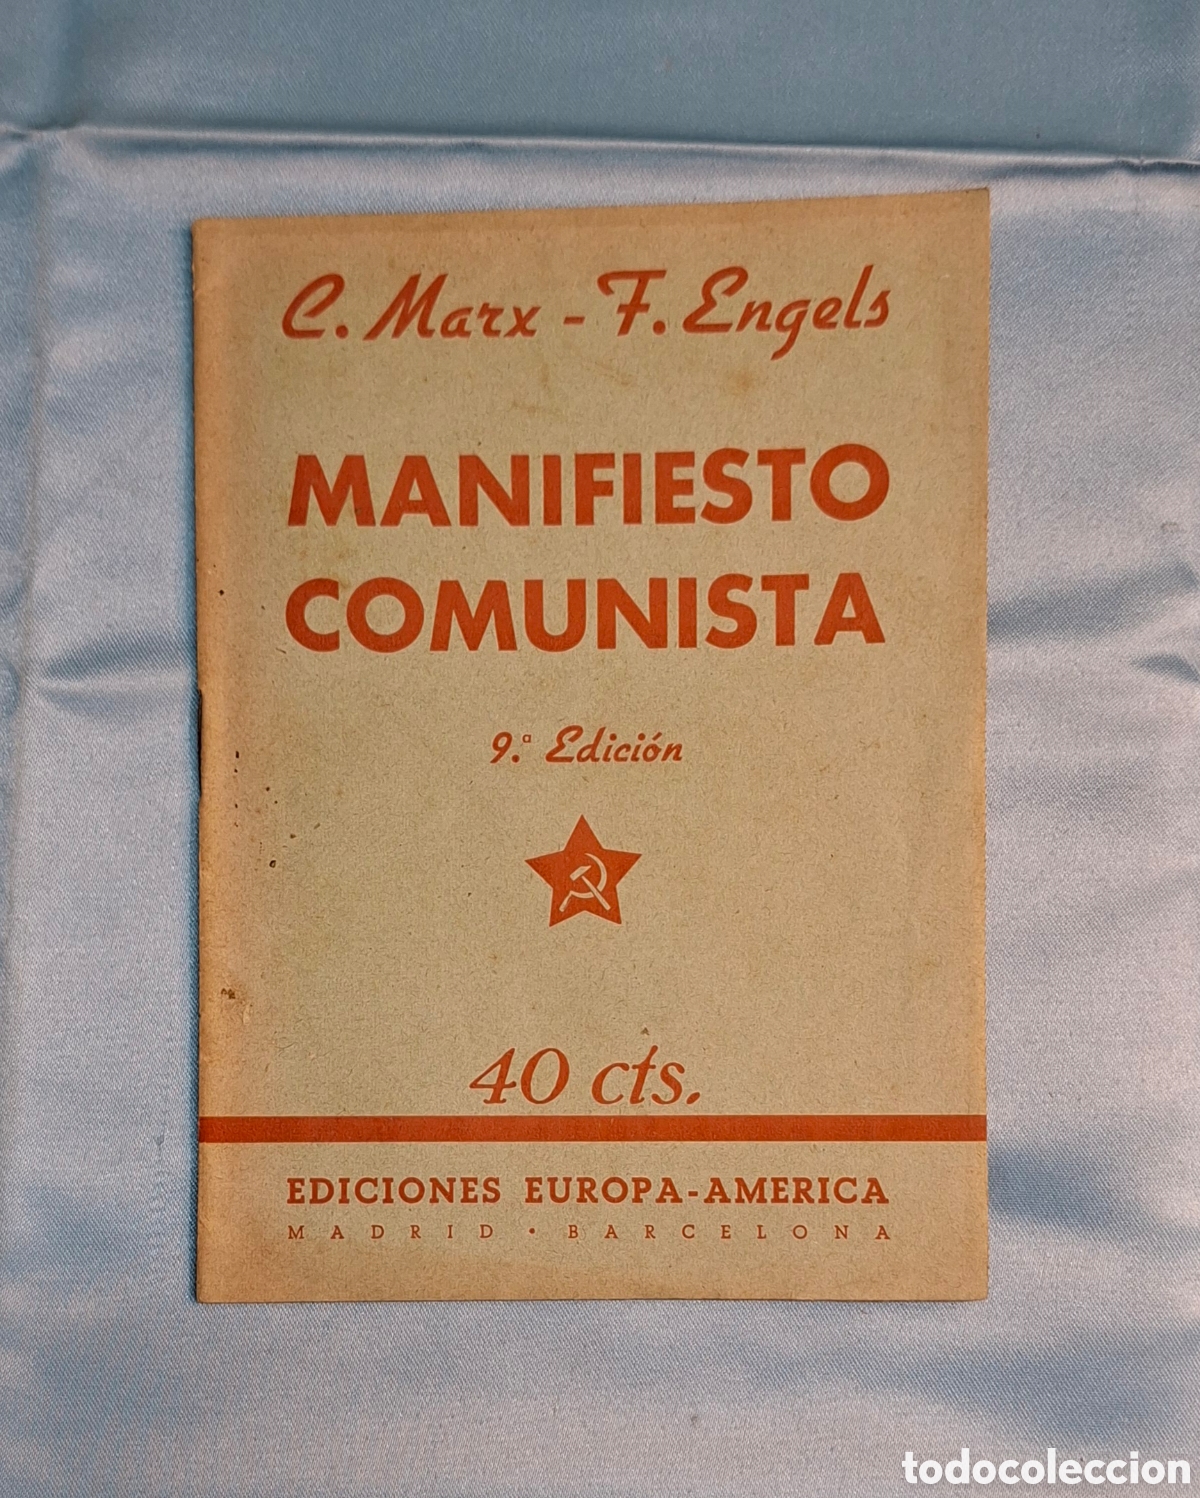 C. Marx - F. Engels
MANIFIESTO
COMUNISTA
9.ª Edición
40 cts.
EDICIONES EUROPA-AMERICA
MADRID · BARCELONA
todocoleccion